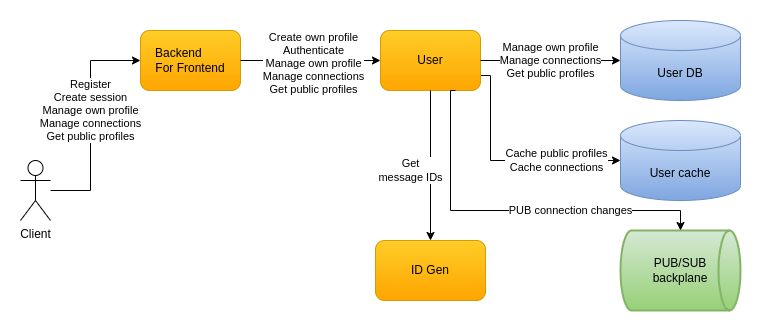 Backend
For Frontend
Create own profile
Authenticate
Manage own profile
Manage connections
Get public profiles
User
Manage own profile
Manage connections
Get public profiles
User DB
Register
Create session
Manage own profile
Manage connections
Get public profiles
Client
Get
message IDs
Cache public profiles
Cache connections
User cache
PUB connection changes
ID Gen
PUB/SUB
backplane